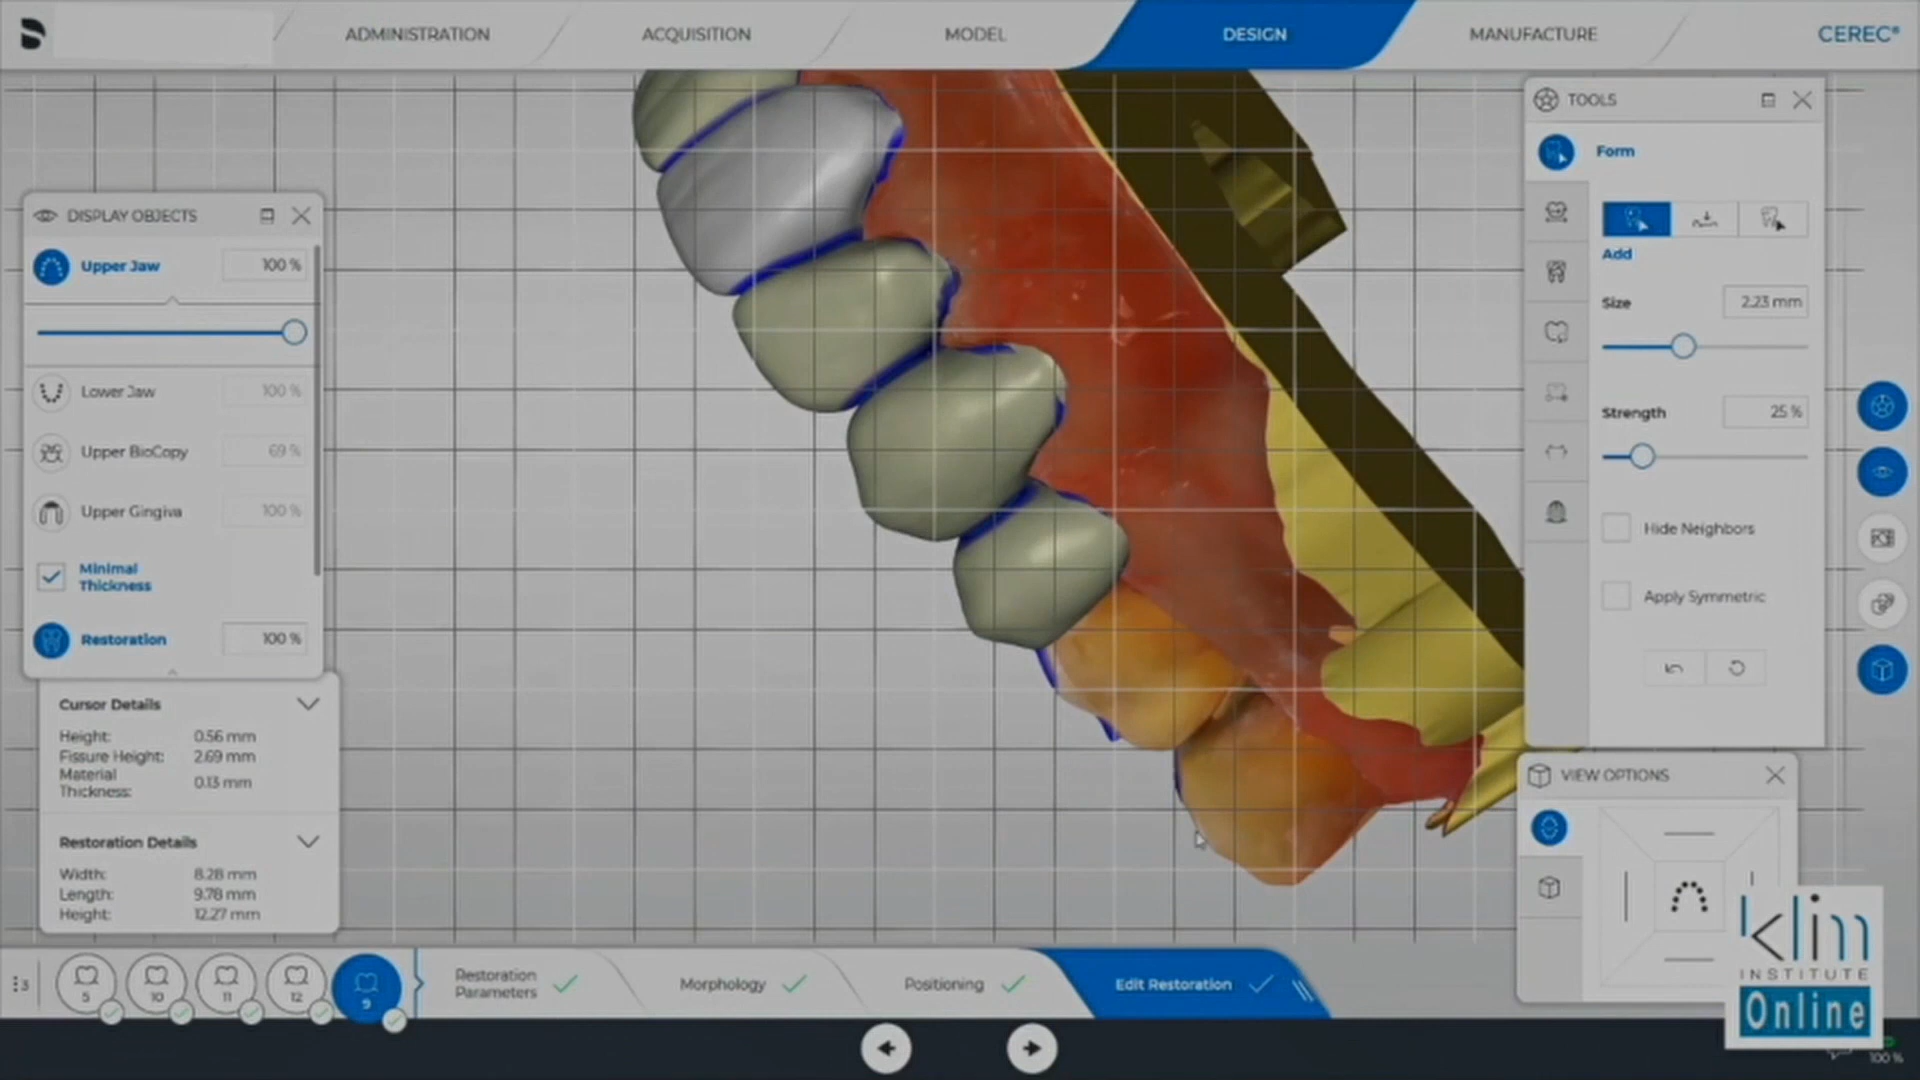 ADMINISTRATION
ACQUISITION
MODEL
DESIGN
MANUFACTURE
CEREC®
DISPLAY OBJECTS
Upper Jaw
100 %
Lower Jaw
100 %
Upper BioCopy
69 %
Upper Gingiva
100 %
Minimal
Thickness
Restoration
100 %
Cursor Details
Height: 0.56 mm
Fissure Height: 2.69 mm
Material
Thickness: 0.13 mm
Restoration Details
Width: 8.28 mm
Length: 9.78 mm
Height: 12.27 mm
TOOLS
Form
Add
Size
2.23 mm
Strength
25 %
Hide Neighbors
Apply Symmetric
VIEW OPTIONS
3
5
10
11
12
9
Restoration
Parameters
Morphology
Positioning
Edit Restoration
klim
INSTITUTE
Online
100 %